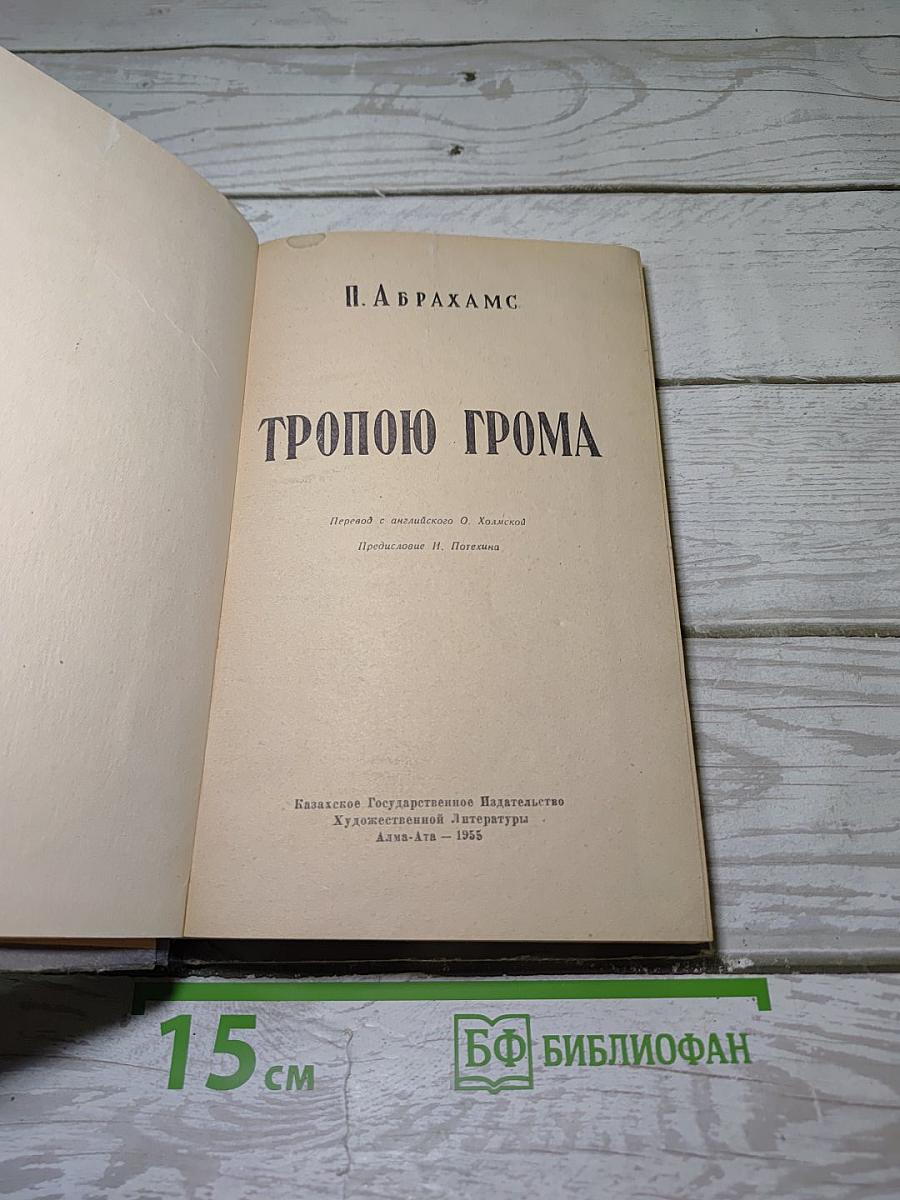 П. АБРАХАМС
ТРОПОЮ ГРОМА
Перевод с английского О. Холмской
Предисловие И. Потехина
Казахское Государственное Издательство
Художественной Литературы
Алма-Ата — 1955
15 см
БФ БИБЛИОФАН